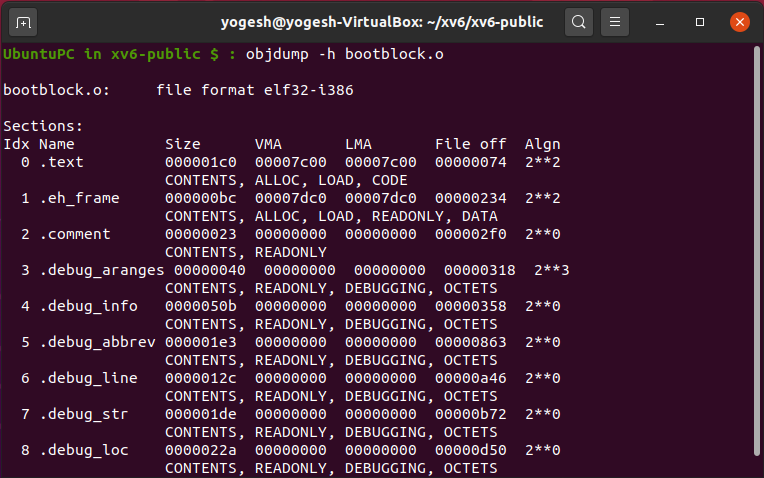 yogesh@yogesh-VirtualBox: ~/xv6/xv6-public
UbuntuPC in xv6-public $ : objdump -h bootblock.o
bootblock.o:     file format elf32-i386
Sections:
Idx Name          Size      VMA       LMA       File off  Algn
  0 .text         000001c0  00007c00  00007c00  00000074  2**2
                  CONTENTS, ALLOC, LOAD, CODE
  1 .eh_frame     000000bc  00007dc0  00007dc0  00000234  2**2
                  CONTENTS, ALLOC, LOAD, READONLY, DATA
  2 .comment      00000023  00000000  00000000  000002f0  2**0
                  CONTENTS, READONLY
  3 .debug_aranges 00000040  00000000  00000000  00000318  2**3
                  CONTENTS, READONLY, DEBUGGING, OCTETS
  4 .debug_info   0000050b  00000000  00000000  00000358  2**0
                  CONTENTS, READONLY, DEBUGGING, OCTETS
  5 .debug_abbrev 000001e3  00000000  00000000  00000863  2**0
                  CONTENTS, READONLY, DEBUGGING, OCTETS
  6 .debug_line   0000012c  00000000  00000000  00000a46  2**0
                  CONTENTS, READONLY, DEBUGGING, OCTETS
  7 .debug_str    000001de  00000000  00000000  00000b72  2**0
                  CONTENTS, READONLY, DEBUGGING, OCTETS
  8 .debug_loc    0000022a  00000000  00000000  00000d50  2**0
                  CONTENTS, READONLY, DEBUGGING, OCTETS